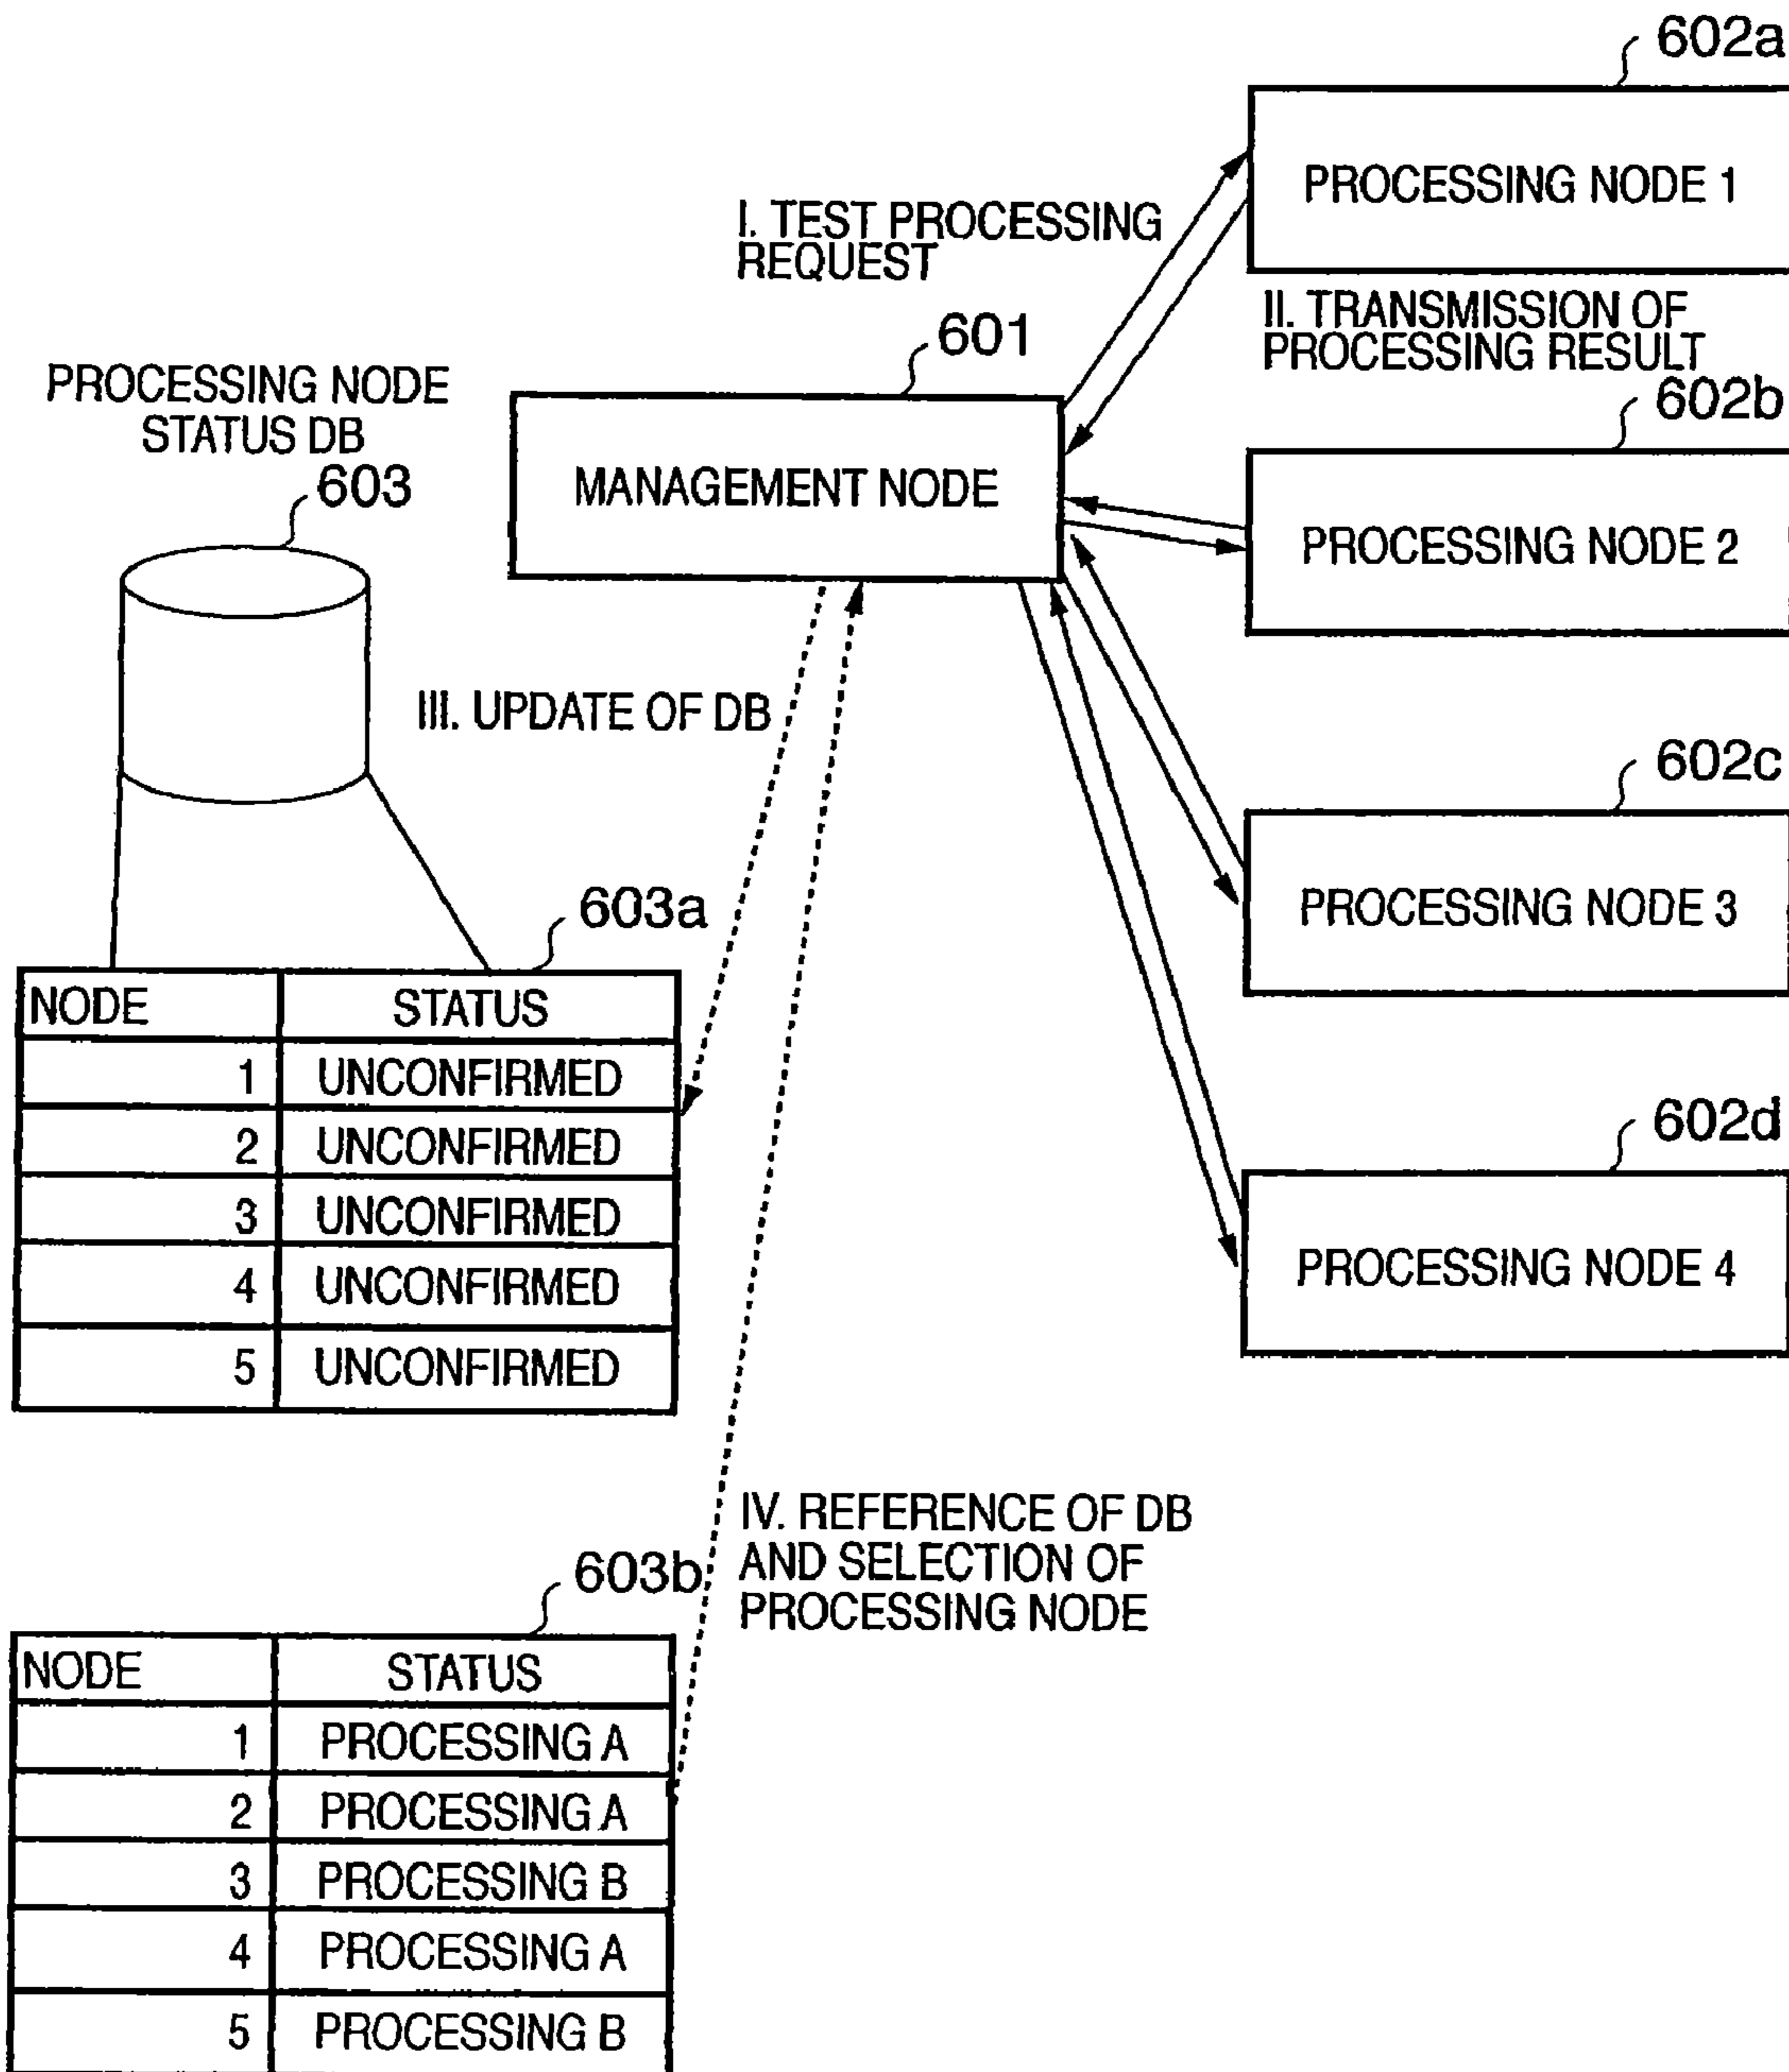 602a
PROCESSING NODE 1
I. TEST PROCESSING
REQUEST
II. TRANSMISSION OF
PROCESSING RESULT
601
MANAGEMENT NODE
602b
PROCESSING NODE 2
PROCESSING NODE
STATUS DB
603
III. UPDATE OF DB
602c
PROCESSING NODE 3
602d
PROCESSING NODE 4
603a
NODE STATUS
1 UNCONFIRMED
2 UNCONFIRMED
3 UNCONFIRMED
4 UNCONFIRMED
5 UNCONFIRMED
IV. REFERENCE OF DB
AND SELECTION OF
PROCESSING NODE
603b
NODE STATUS
1 PROCESSING A
2 PROCESSING A
3 PROCESSING B
4 PROCESSING A
5 PROCESSING B